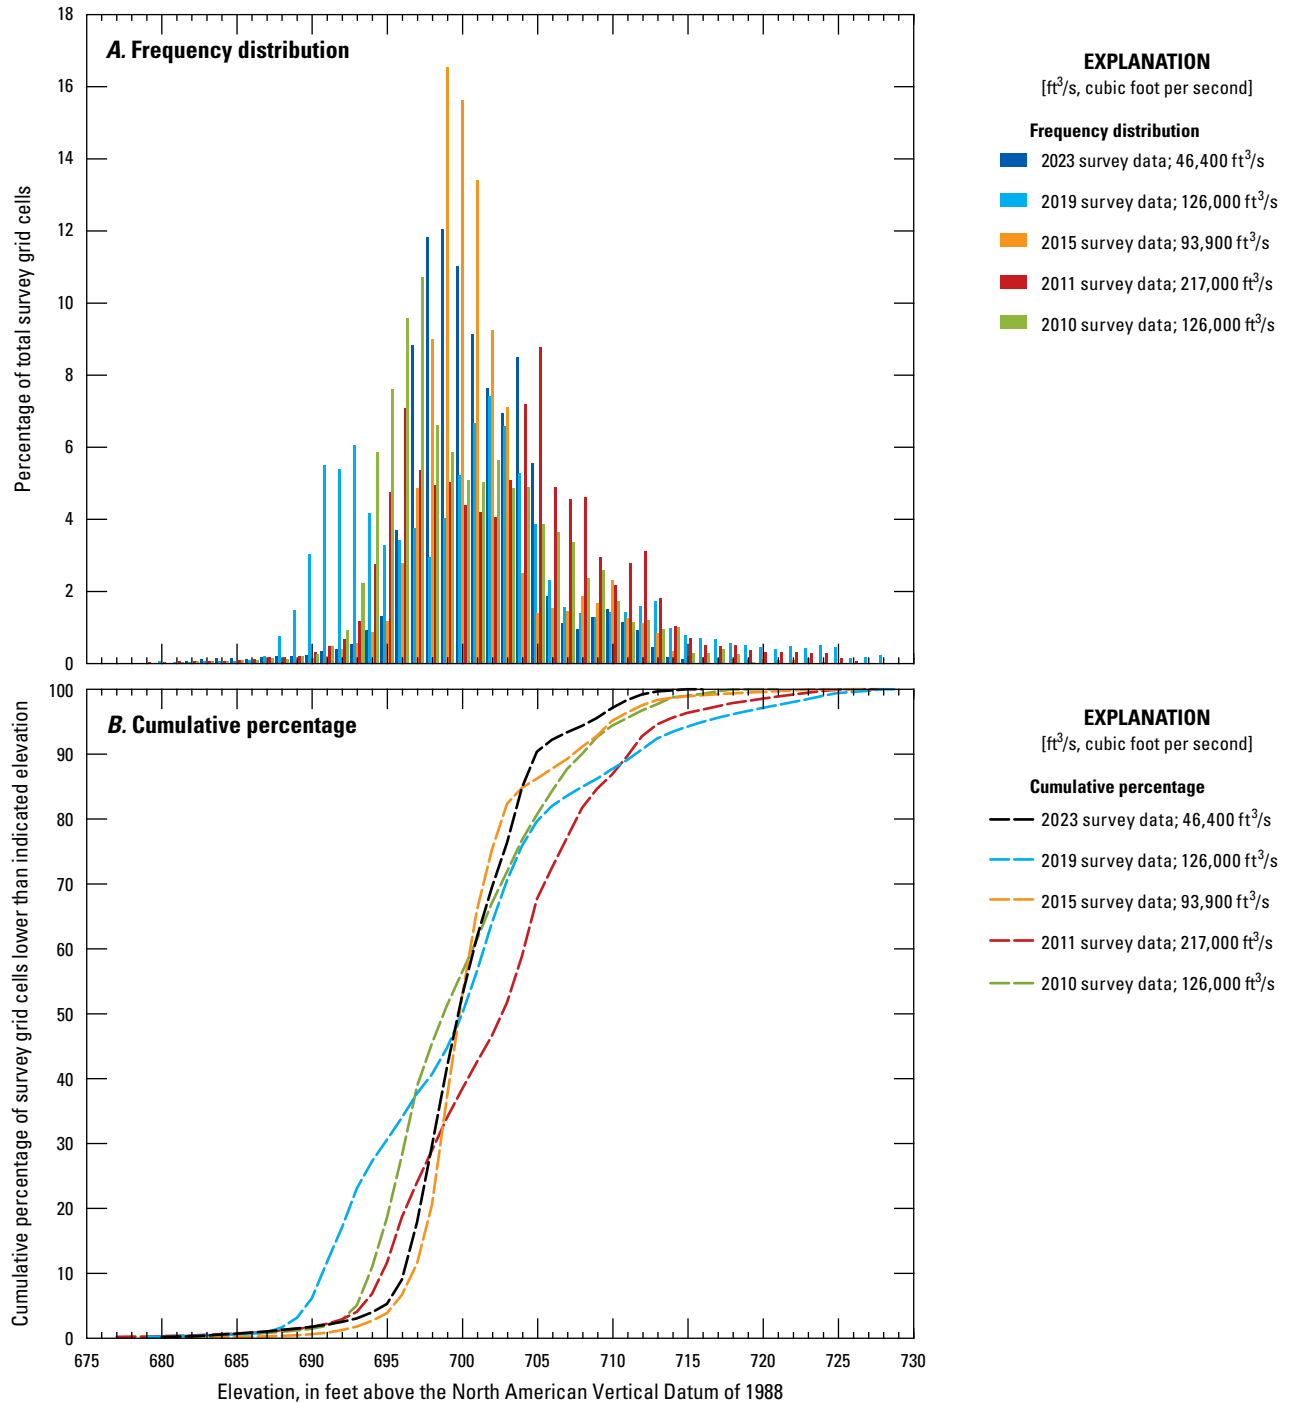 A. Frequency distribution
Percentage of total survey grid cells
18
16
14
12
10
8
6
4
2
0
EXPLANATION
[ft³/s, cubic foot per second]
Frequency distribution
2023 survey data; 46,400 ft³/s
2019 survey data; 126,000 ft³/s
2015 survey data; 93,900 ft³/s
2011 survey data; 217,000 ft³/s
2010 survey data; 126,000 ft³/s
B. Cumulative percentage
Cumulative percentage of survey grid cells lower than indicated elevation
100
90
80
70
60
50
40
30
20
10
0
675 680 685 690 695 700 705 710 715 720 725 730
Elevation, in feet above the North American Vertical Datum of 1988
EXPLANATION
[ft³/s, cubic foot per second]
Cumulative percentage
2023 survey data; 46,400 ft³/s
2019 survey data; 126,000 ft³/s
2015 survey data; 93,900 ft³/s
2011 survey data; 217,000 ft³/s
2010 survey data; 126,000 ft³/s